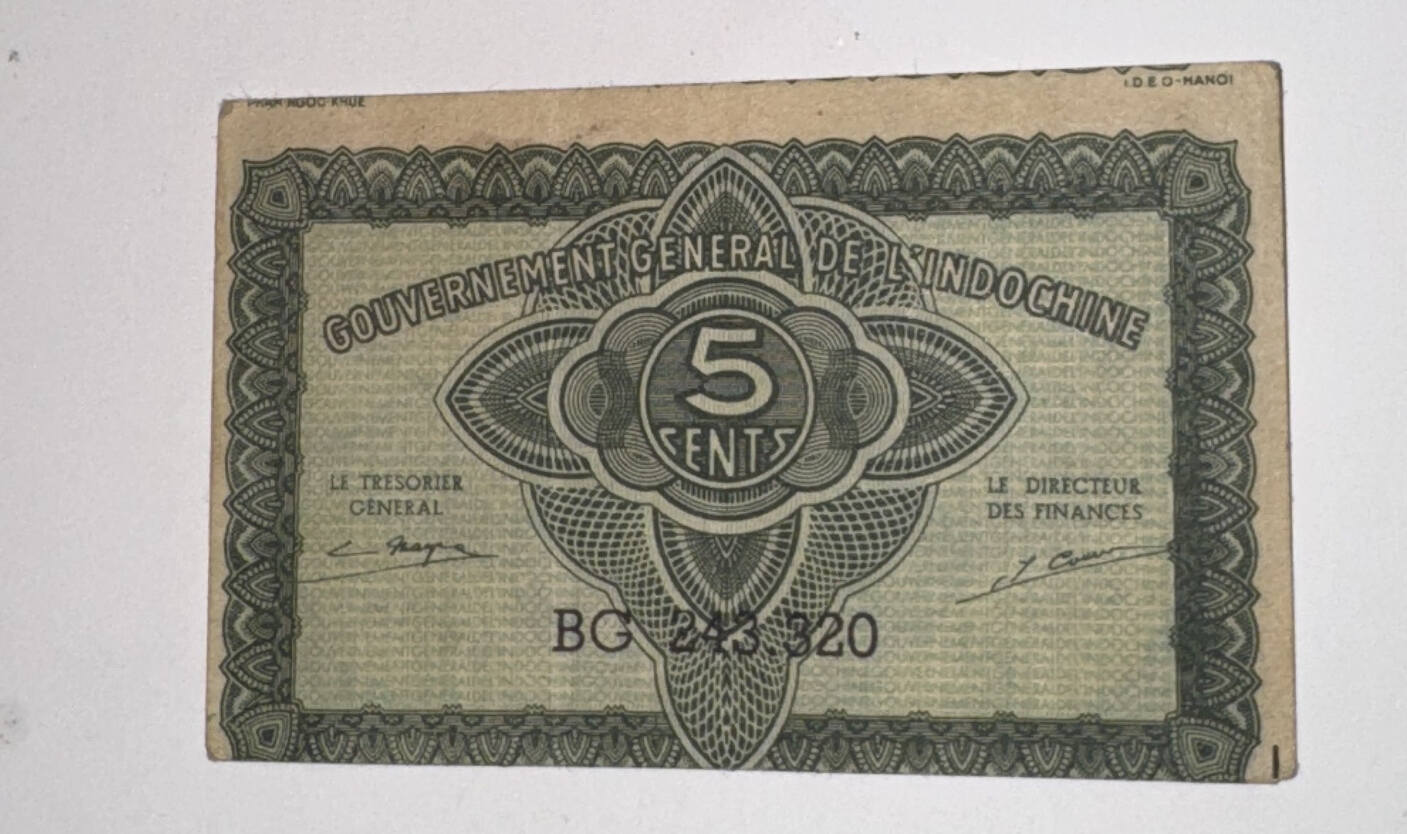 PHAM NGOC KHUE
I D E O - HANOI
GOUVERNEMENT GENERAL DE L'INDOCHINE
5
CENTS
LE TRESORIER
GENERAL
LE DIRECTEUR
DES FINANCES
BG 243.320